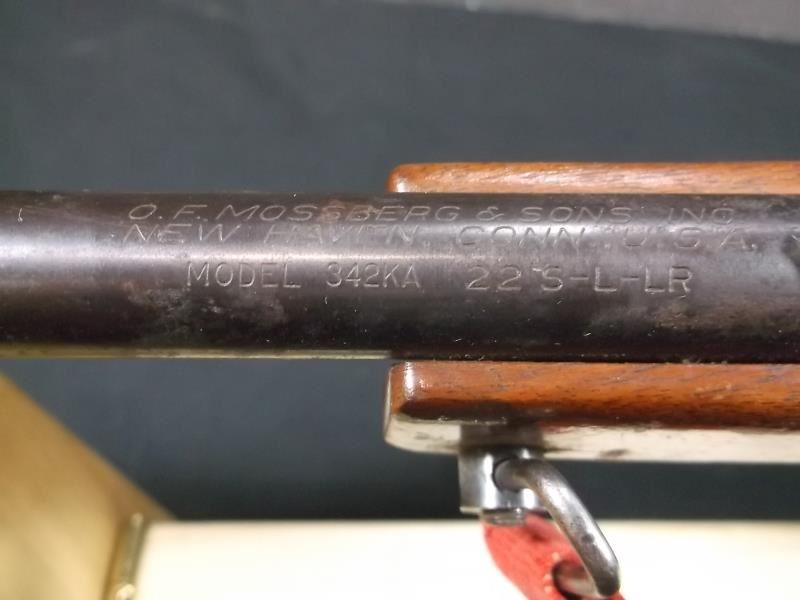 O.F. MOSSBERG & SONS INC
NEW HAVEN, CONN. U.S.A.
MODEL 342KA 22 S-L-LR